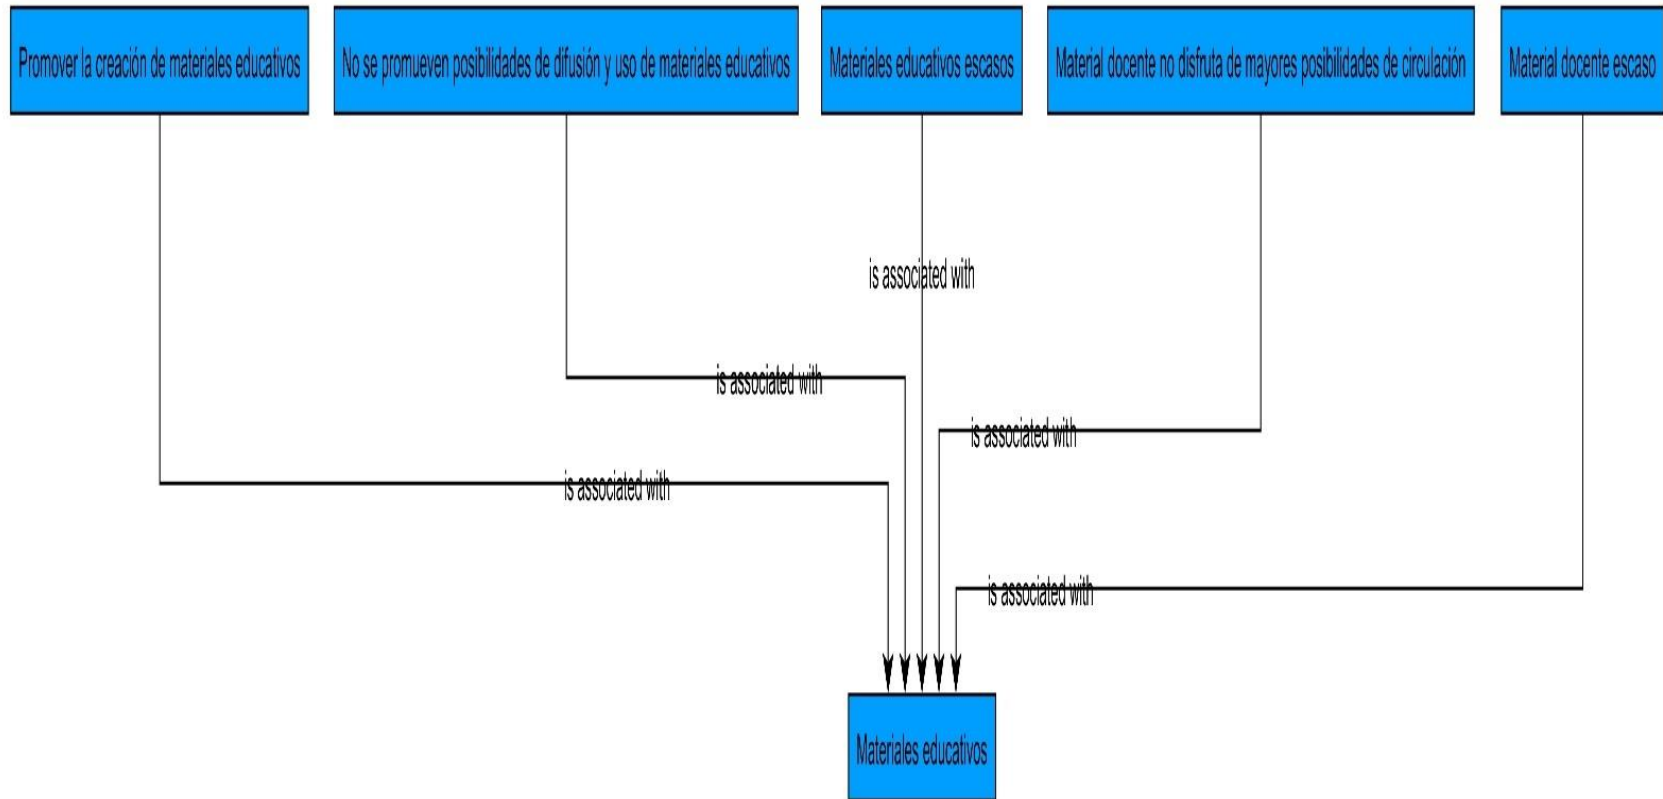 Promover la creación de materiales educativos
No se promueven posibilidades de difusión y uso de materiales educativos
Materiales educativos escasos
Material docente no disfruta de mayores posibilidades de circulación
Material docente escaso
is associated with
is associated with
is associated with
is associated with
is associated with
Materiales educativos